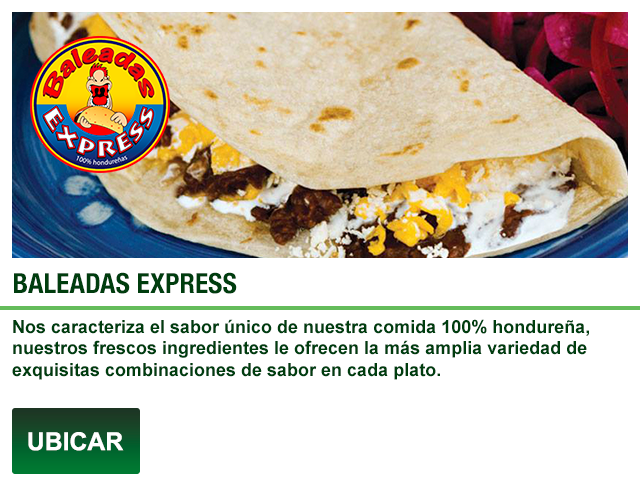 Baleadas
EXPRESS
100% hondureñas
BALEADAS EXPRESS
Nos caracteriza el sabor único de nuestra comida 100% hondureña,
nuestros frescos ingredientes le ofrecen la más amplia variedad de
exquisitas combinaciones de sabor en cada plato.
UBICAR